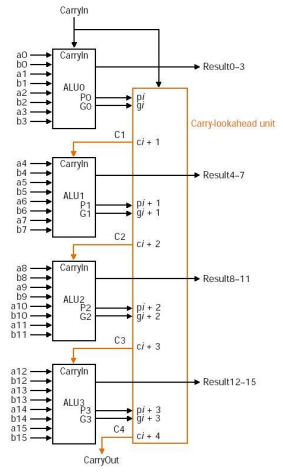 CarryIn
a0
b0
a1
b1
a2
b2
a3
b3
CarryIn
ALU0
P0
G0
Result0–3
pi
gi
Carry-lookahead unit
C1
ci + 1
a4
b4
a5
b5
a6
b6
a7
b7
CarryIn
ALU1
P1
G1
Result4–7
pi + 1
gi + 1
C2
ci + 2
a8
b8
a9
b9
a10
b10
a11
b11
CarryIn
ALU2
P2
G2
Result8–11
pi + 2
gi + 2
C3
ci + 3
a12
b12
a13
b13
a14
b14
a15
b15
CarryIn
ALU3
P3
G3
Result12–15
pi + 3
gi + 3
C4
ci + 4
CarryOut